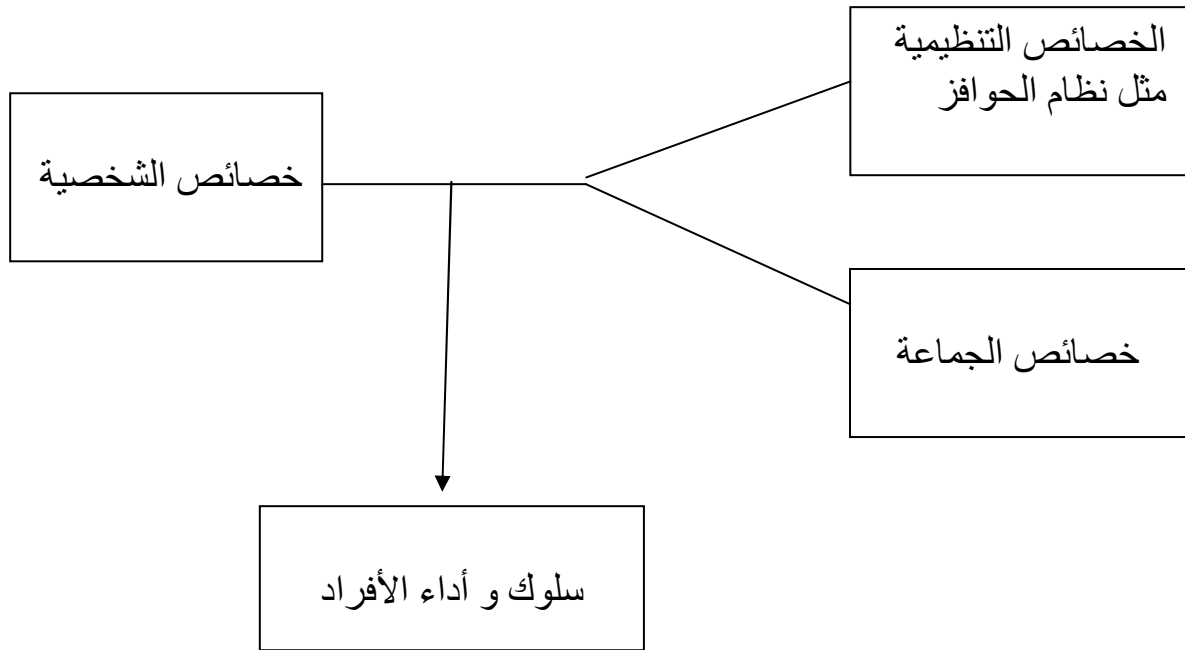 الخصائص التنظيمية
مثل نظام الحوافز
خصائص الشخصية
خصائص الجماعة
سلوك و أداء الأفراد